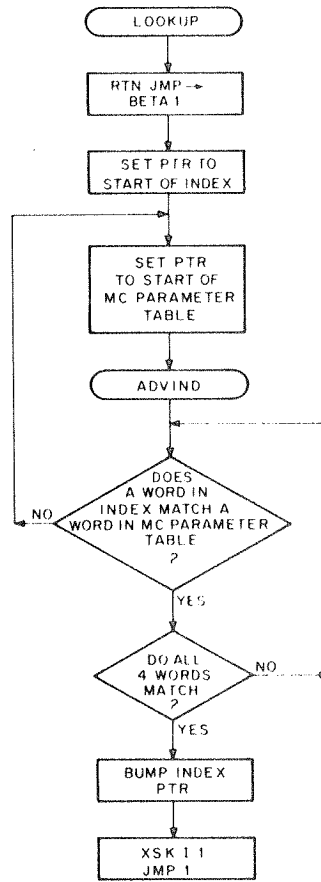 LOOKUP
RTN JMP →
BETA 1
SET PTR TO
START OF INDEX
SET PTR
TO START OF
MC PARAMETER
TABLE
ADVIND
DOES
A WORD IN
INDEX MATCH A
WORD IN MC PARAMETER
TABLE
?
NO
YES
DO ALL
4 WORDS
MATCH
?
NO
YES
BUMP INDEX
PTR
XSK I 1
JMP 1